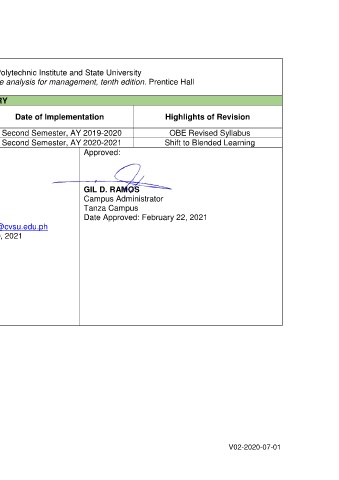 Polytechnic Institute and State University
e analysis for management, tenth edition. Prentice Hall
RY
Date of Implementation Highlights of Revision
Second Semester, AY 2019-2020 OBE Revised Syllabus
Second Semester, AY 2020-2021 Shift to Blended Learning
Approved:
GIL D. RAMOS
Campus Administrator
Tanza Campus
Date Approved: February 22, 2021
@cvsu.edu.ph
, 2021
V02-2020-07-01